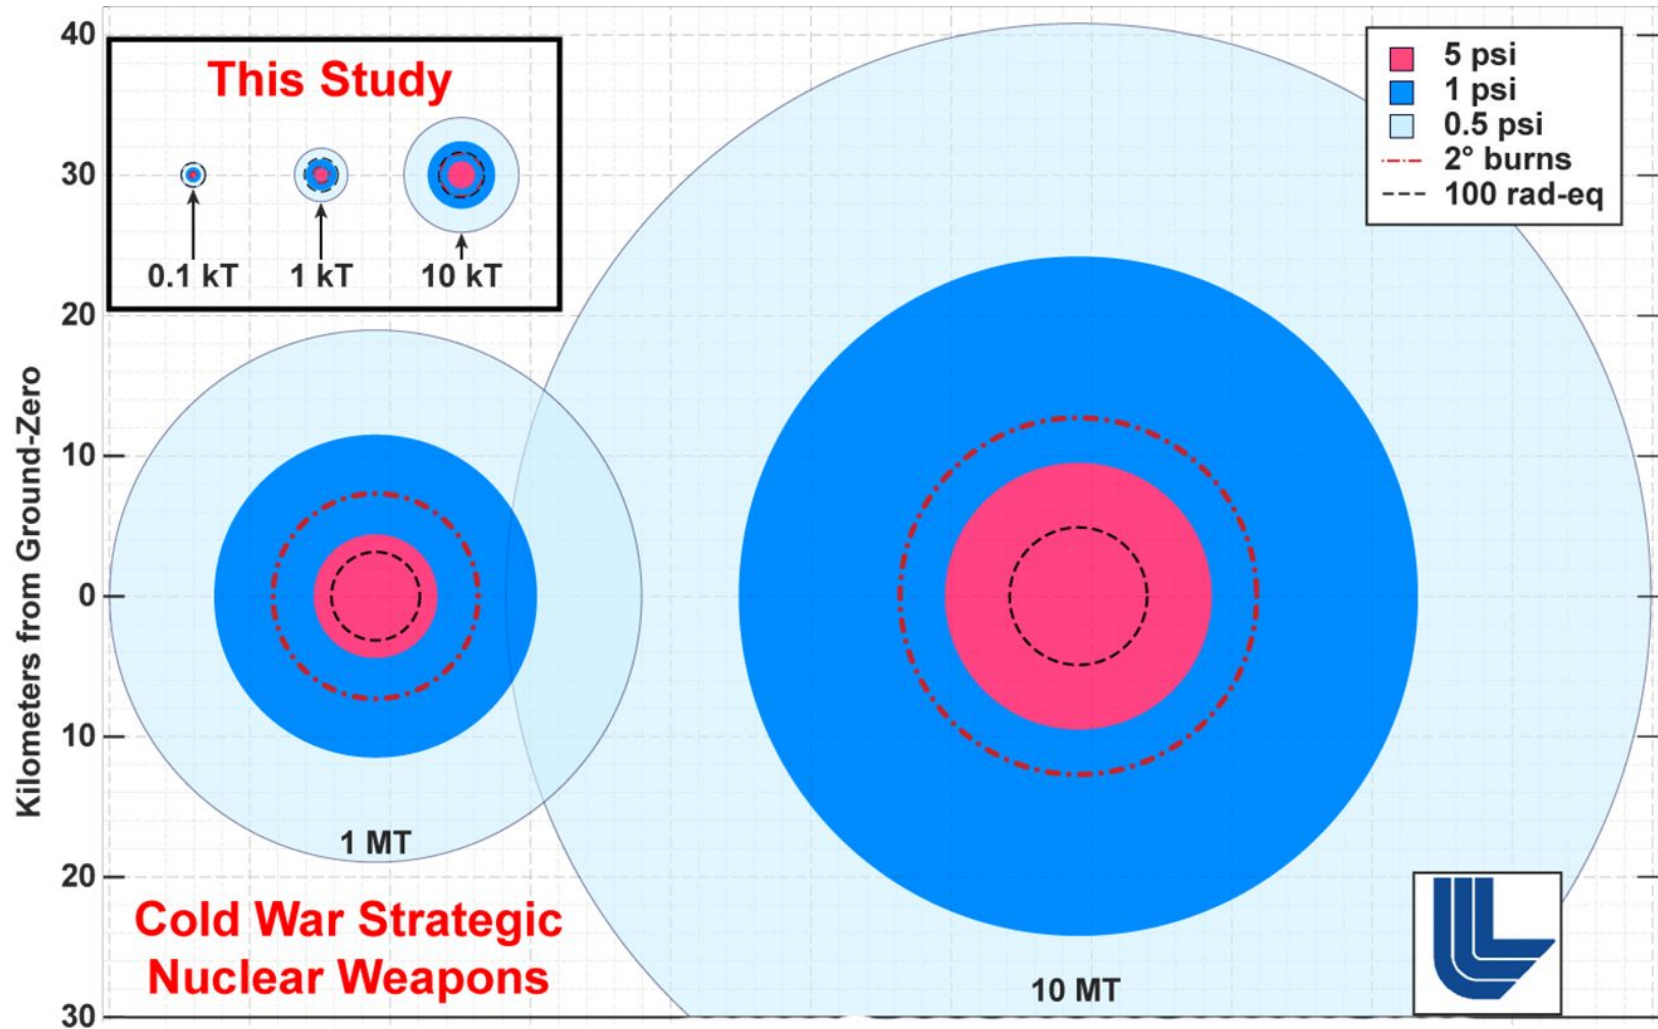 Kilometers from Ground-Zero
40
30
20
10
0
10
20
30
This Study
0.1 kT
1 kT
10 kT
5 psi
1 psi
0.5 psi
2° burns
100 rad-eq
1 MT
10 MT
Cold War Strategic
Nuclear Weapons